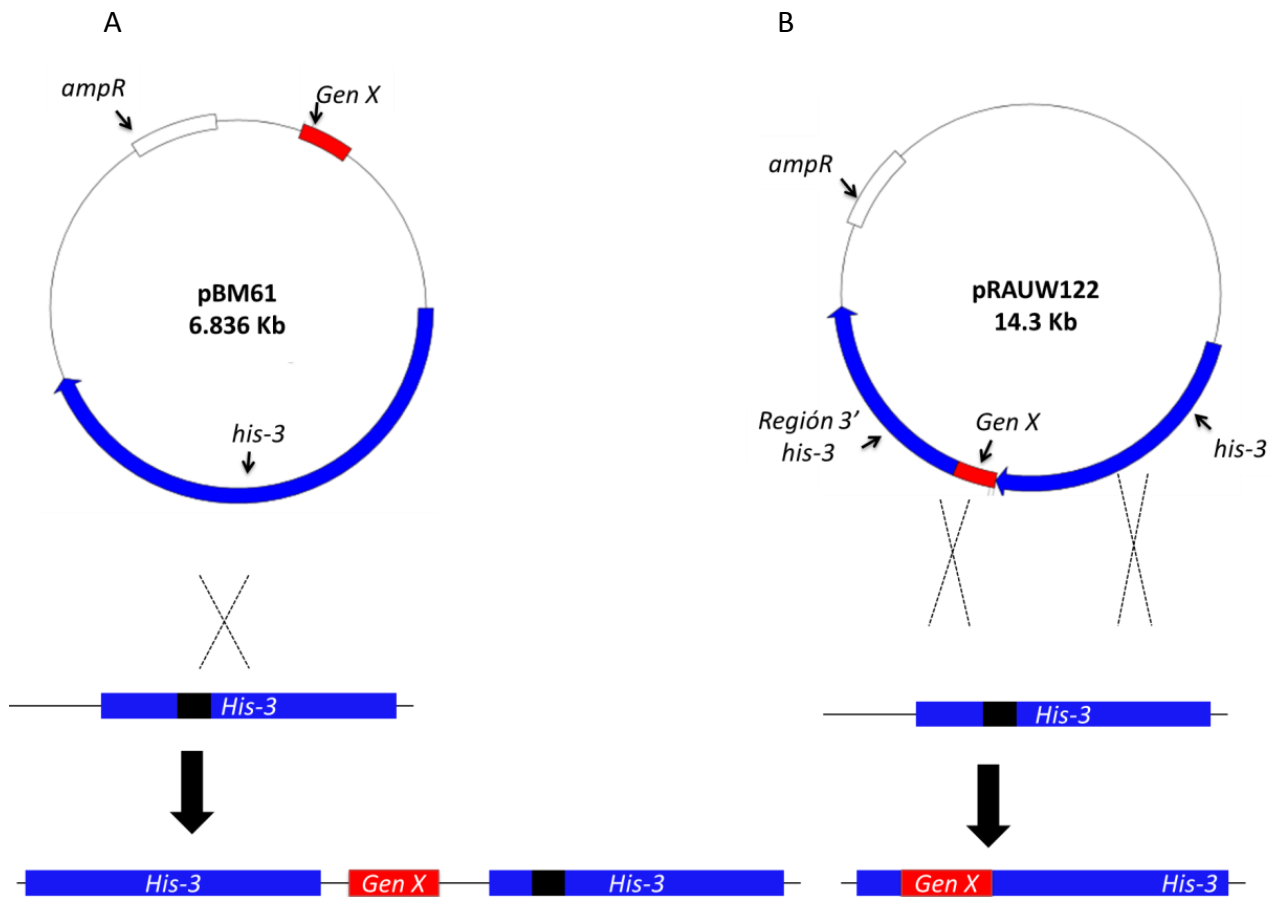 A
ampR
Gen X
pBM61
6.836 Kb
his-3
His-3
His-3
Gen X
His-3
B
ampR
pRAUW122
14.3 Kb
Región 3’
his-3
Gen X
his-3
His-3
Gen X
His-3